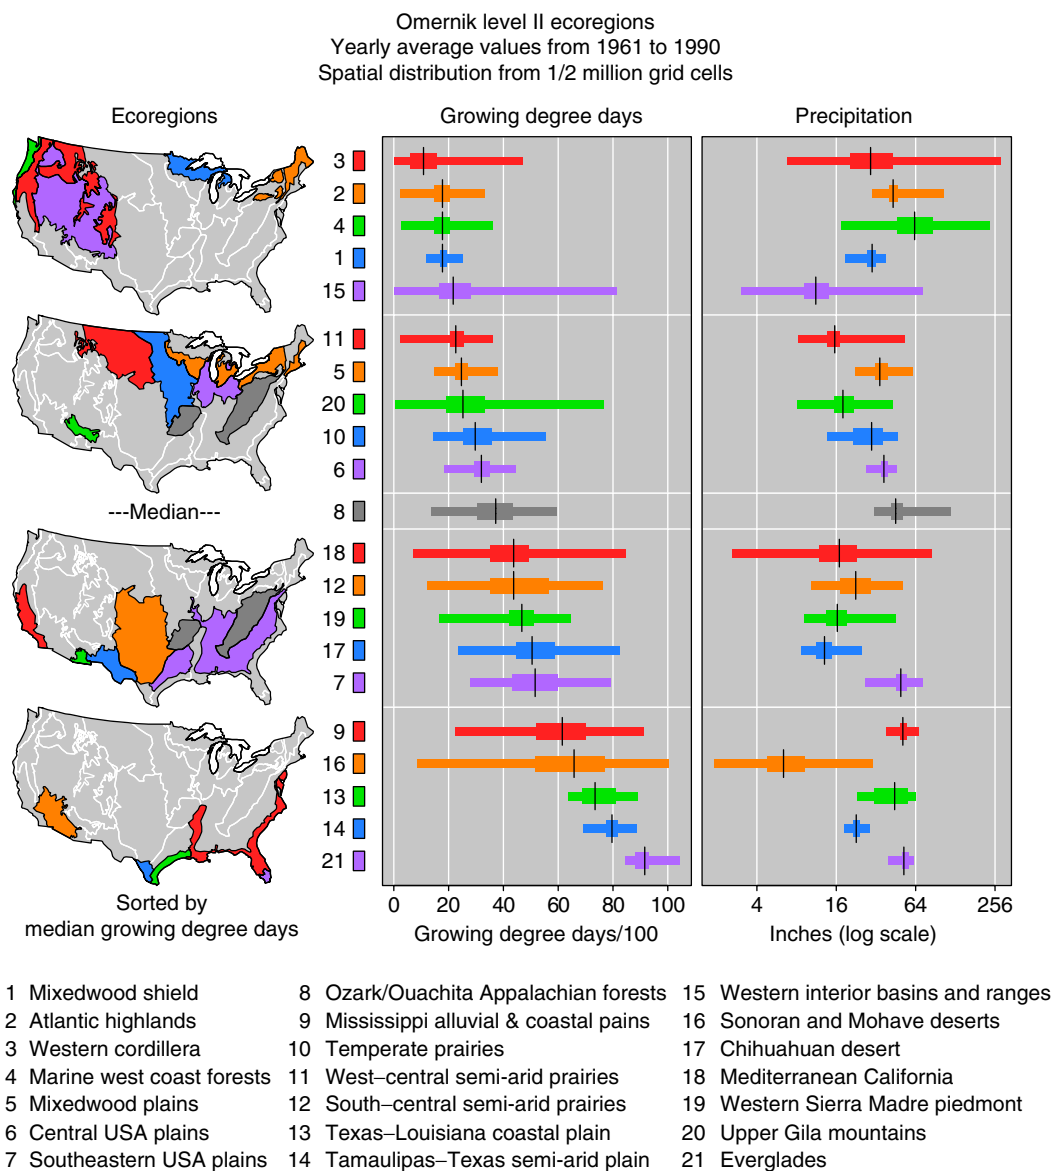 Omernik level II ecoregions
Yearly average values from 1961 to 1990
Spatial distribution from 1/2 million grid cells
Ecoregions
Growing degree days
Precipitation
3
2
4
1
15
11
5
20
10
6
---Median---
8
18
12
19
17
7
9
16
13
14
21
Sorted by
median growing degree days
0 20 40 60 80 100
Growing degree days/100
4 16 64 256
Inches (log scale)
1 Mixedwood shield
2 Atlantic highlands
3 Western cordillera
4 Marine west coast forests
5 Mixedwood plains
6 Central USA plains
7 Southeastern USA plains
8 Ozark/Ouachita Appalachian forests
9 Mississippi alluvial & coastal pains
10 Temperate prairies
11 West–central semi-arid prairies
12 South–central semi-arid prairies
13 Texas–Louisiana coastal plain
14 Tamaulipas–Texas semi-arid plain
15 Western interior basins and ranges
16 Sonoran and Mohave deserts
17 Chihuahuan desert
18 Mediterranean California
19 Western Sierra Madre piedmont
20 Upper Gila mountains
21 Everglades